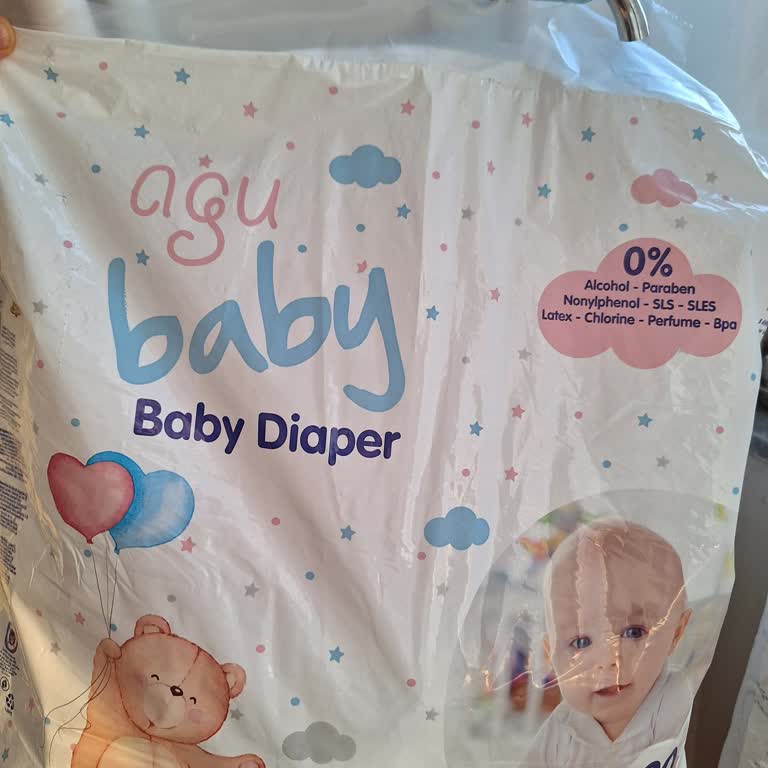 agu
baby
Baby Diaper
0%
Alcohol - Paraben
Nonylphenol - SLS - SLES
Latex - Chlorine - Perfume - Bpa